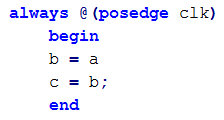 always @(posedge clk)
begin
b = a
c = b;
end